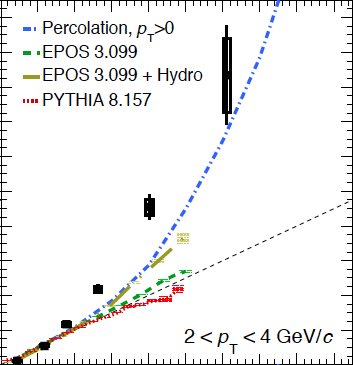 Percolation, pT>0
EPOS 3.099
EPOS 3.099 + Hydro
PYTHIA 8.157
2 < pT < 4 GeV/c